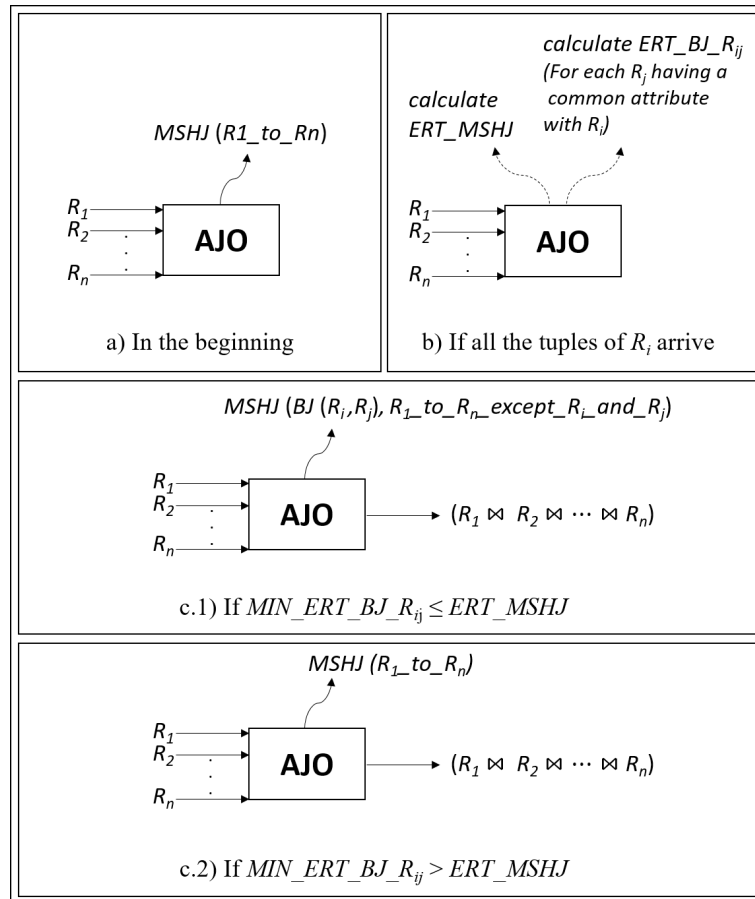 MSHJ (R1_to_Rn)
R₁
R₂
.
.
.
Rₙ
AJO
a) In the beginning
calculate ERT_BJ_Rᵢⱼ
(For each Rⱼ having a
common attribute
with Rᵢ)
calculate
ERT_MSHJ
R₁
R₂
.
.
.
Rₙ
AJO
b) If all the tuples of Rᵢ arrive
MSHJ (BJ (Rᵢ,Rⱼ), R₁_to_Rₙ_except_Rᵢ_and_Rⱼ)
R₁
R₂
.
.
.
Rₙ
AJO
(R₁ ⋈ R₂ ⋈ ⋯ ⋈ Rₙ)
c.1) If MIN_ERT_BJ_Rᵢⱼ ≤ ERT_MSHJ
MSHJ (R₁_to_Rₙ)
R₁
R₂
.
.
.
Rₙ
AJO
(R₁ ⋈ R₂ ⋈ ⋯ ⋈ Rₙ)
c.2) If MIN_ERT_BJ_Rᵢⱼ > ERT_MSHJ